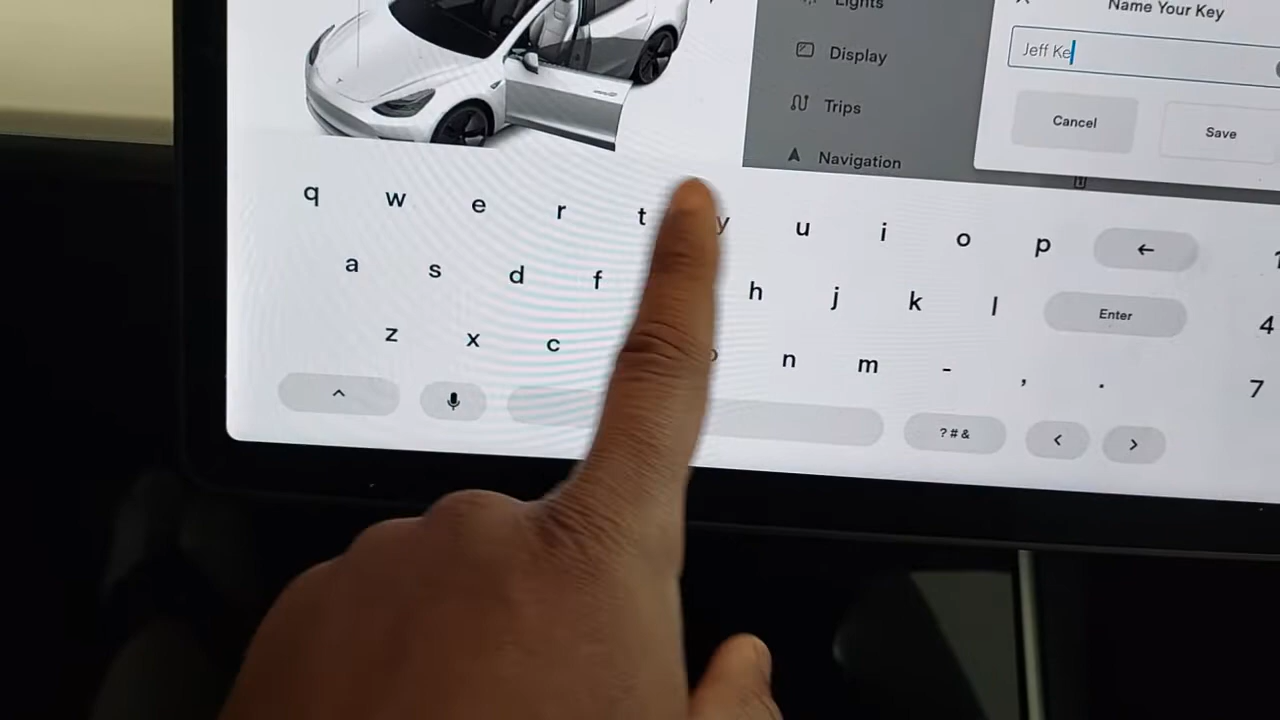 Lights
Display
Trips
Navigation
Name Your Key
Jeff Ke
Cancel
Save
q w e r t y u i o p ←
a s d f h j k l Enter 4
z x c n m - , . 7
^ ?#& < >